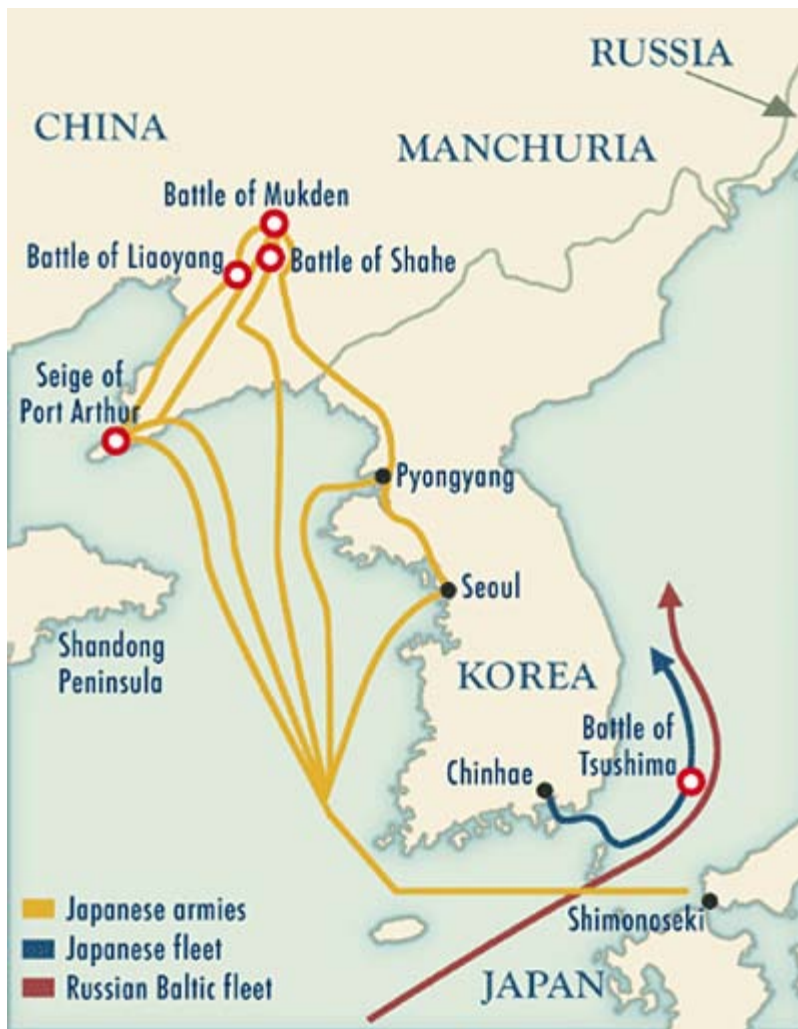 RUSSIA
CHINA
MANCHURIA
Battle of Mukden
Battle of Liaoyang
Battle of Shahe
Seige of
Port Arthur
Pyongyang
Seoul
Shandong
Peninsula
KOREA
Battle of
Tsushima
Chinhae
Japanese armies
Shimonoseki
Japanese fleet
Russian Baltic fleet
JAPAN